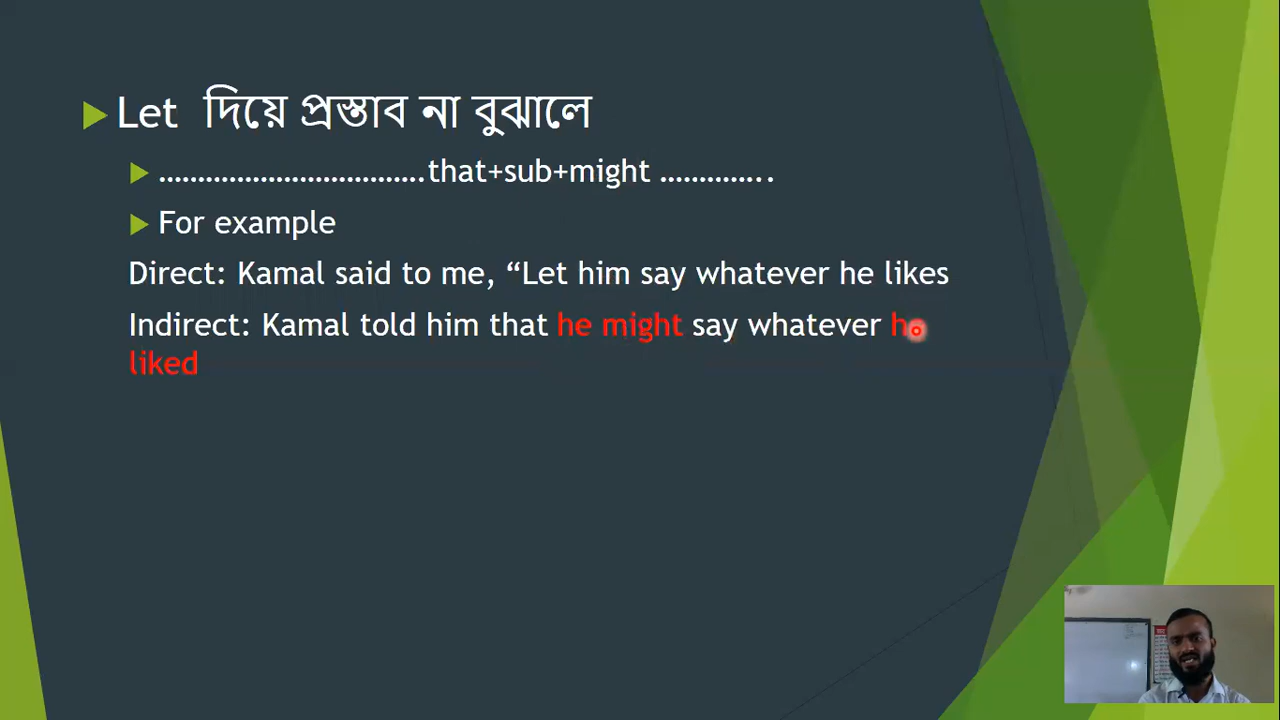 Let দিয়ে প্রস্তাব না বুঝালে
................................that+sub+might ..............
For example
Direct: Kamal said to me, “Let him say whatever he likes
Indirect: Kamal told him that he might say whatever
liked